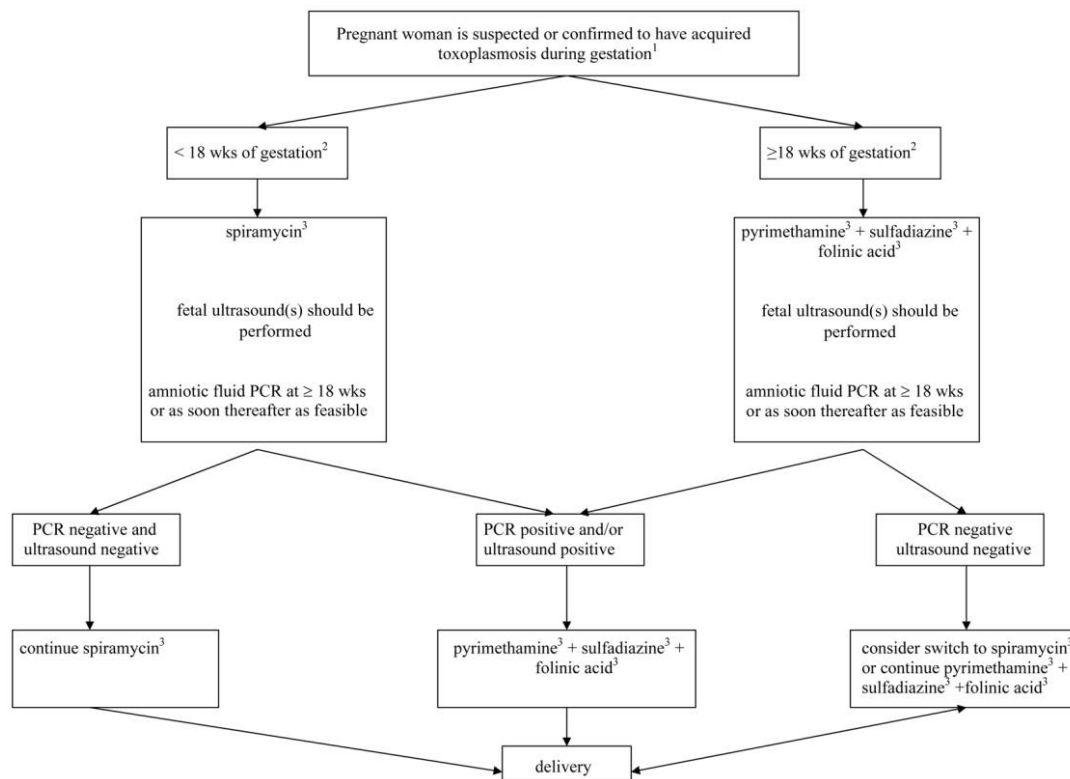 Pregnant woman is suspected or confirmed to have acquired
toxoplasmosis during gestation¹
< 18 wks of gestation²
≥18 wks of gestation²
spiramycin³
fetal ultrasound(s) should be
performed
amniotic fluid PCR at ≥ 18 wks
or as soon thereafter as feasible
pyrimethamine³ + sulfadiazine³ +
folinic acid³
fetal ultrasound(s) should be
performed
amniotic fluid PCR at ≥ 18 wks
or as soon thereafter as feasible
PCR negative and
ultrasound negative
PCR positive and/or
ultrasound positive
PCR negative
ultrasound negative
continue spiramycin³
pyrimethamine³ + sulfadiazine³ +
folinic acid³
consider switch to spiramycin³
or continue pyrimethamine³ +
sulfadiazine³ +folinic acid³
delivery